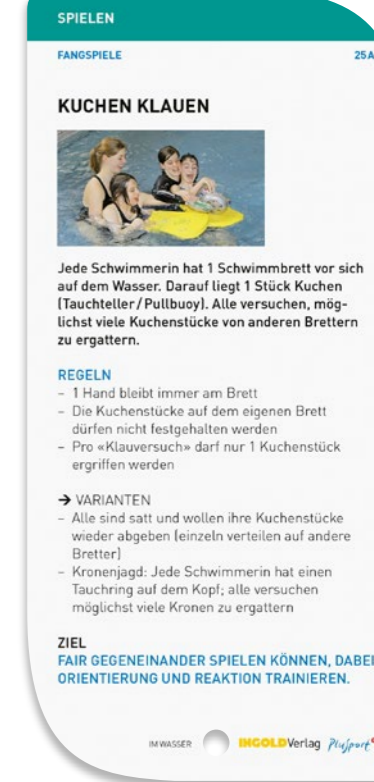 SPIELEN
FANGSPIELE 25A
KUCHEN KLAUEN
Jede Schwimmerin hat 1 Schwimmbrett vor sich
auf dem Wasser. Darauf liegt 1 Stück Kuchen
(Tauchteller/Pullbuoy). Alle versuchen, mög-
lichst viele Kuchenstücke von anderen Brettern
zu ergattern.
REGELN
– 1 Hand bleibt immer am Brett
– Die Kuchenstücke auf dem eigenen Brett
dürfen nicht festgehalten werden
– Pro «Klauversuch» darf nur 1 Kuchenstück
ergriffen werden
→ VARIANTEN
– Alle sind satt und wollen ihre Kuchenstücke
wieder abgeben (einzeln verteilen auf andere
Bretter)
– Kronenjagd: Jede Schwimmerin hat einen
Tauchring auf dem Kopf; alle versuchen
möglichst viele Kronen zu ergattern
ZIEL
FAIR GEGENEINANDER SPIELEN KÖNNEN, DABEI
ORIENTIERUNG UND REAKTION TRAINIEREN.
IM WASSER INGOLDVerlag PluSport